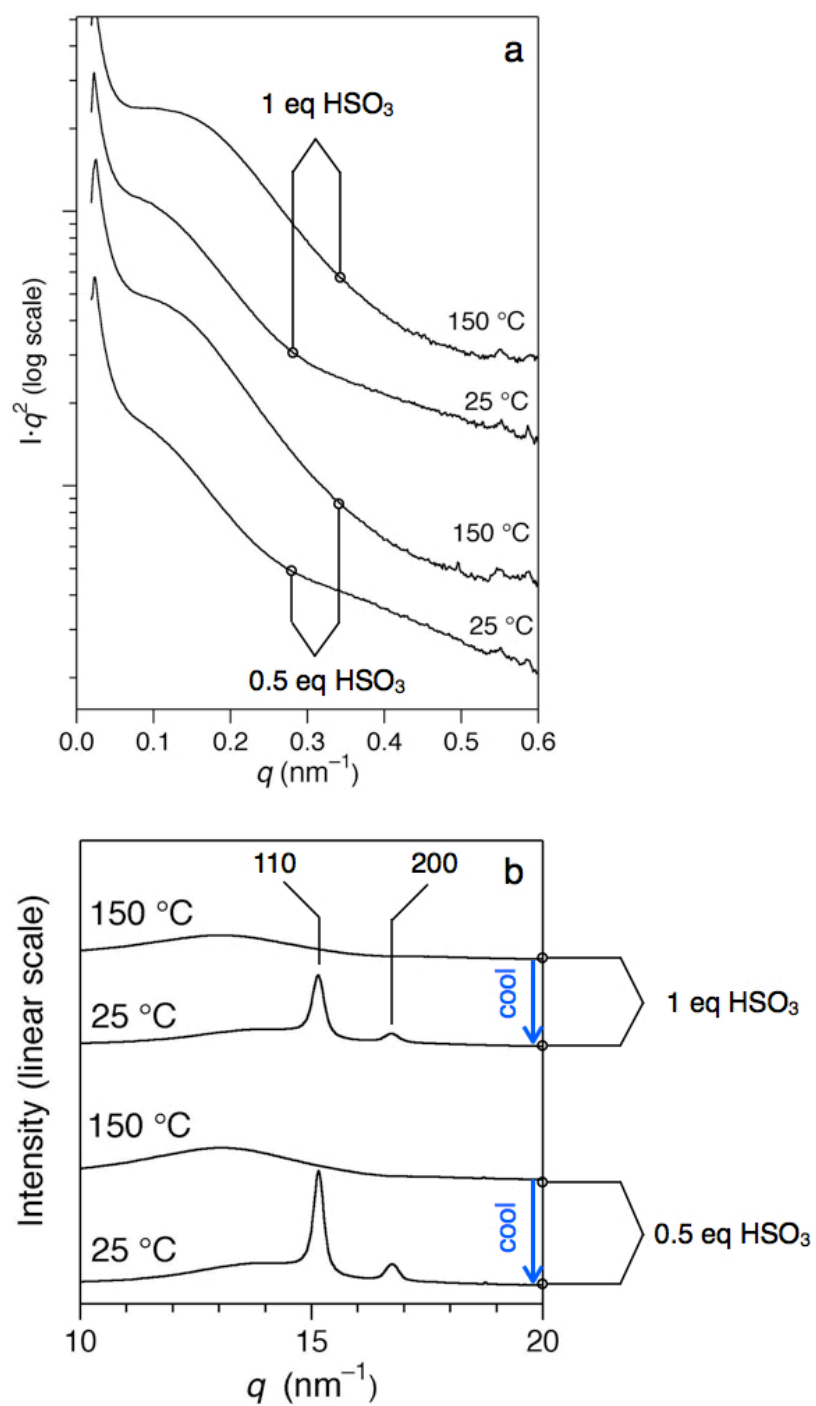 a
1 eq HSO₃
I·q² (log scale)
150 °C
25 °C
150 °C
25 °C
0.5 eq HSO₃
0.0 0.1 0.2 0.3 0.4 0.5 0.6
q (nm⁻¹)
110 200 b
Intensity (linear scale)
150 °C
cool
1 eq HSO₃
25 °C
150 °C
cool
0.5 eq HSO₃
25 °C
10 15 20
q (nm⁻¹)